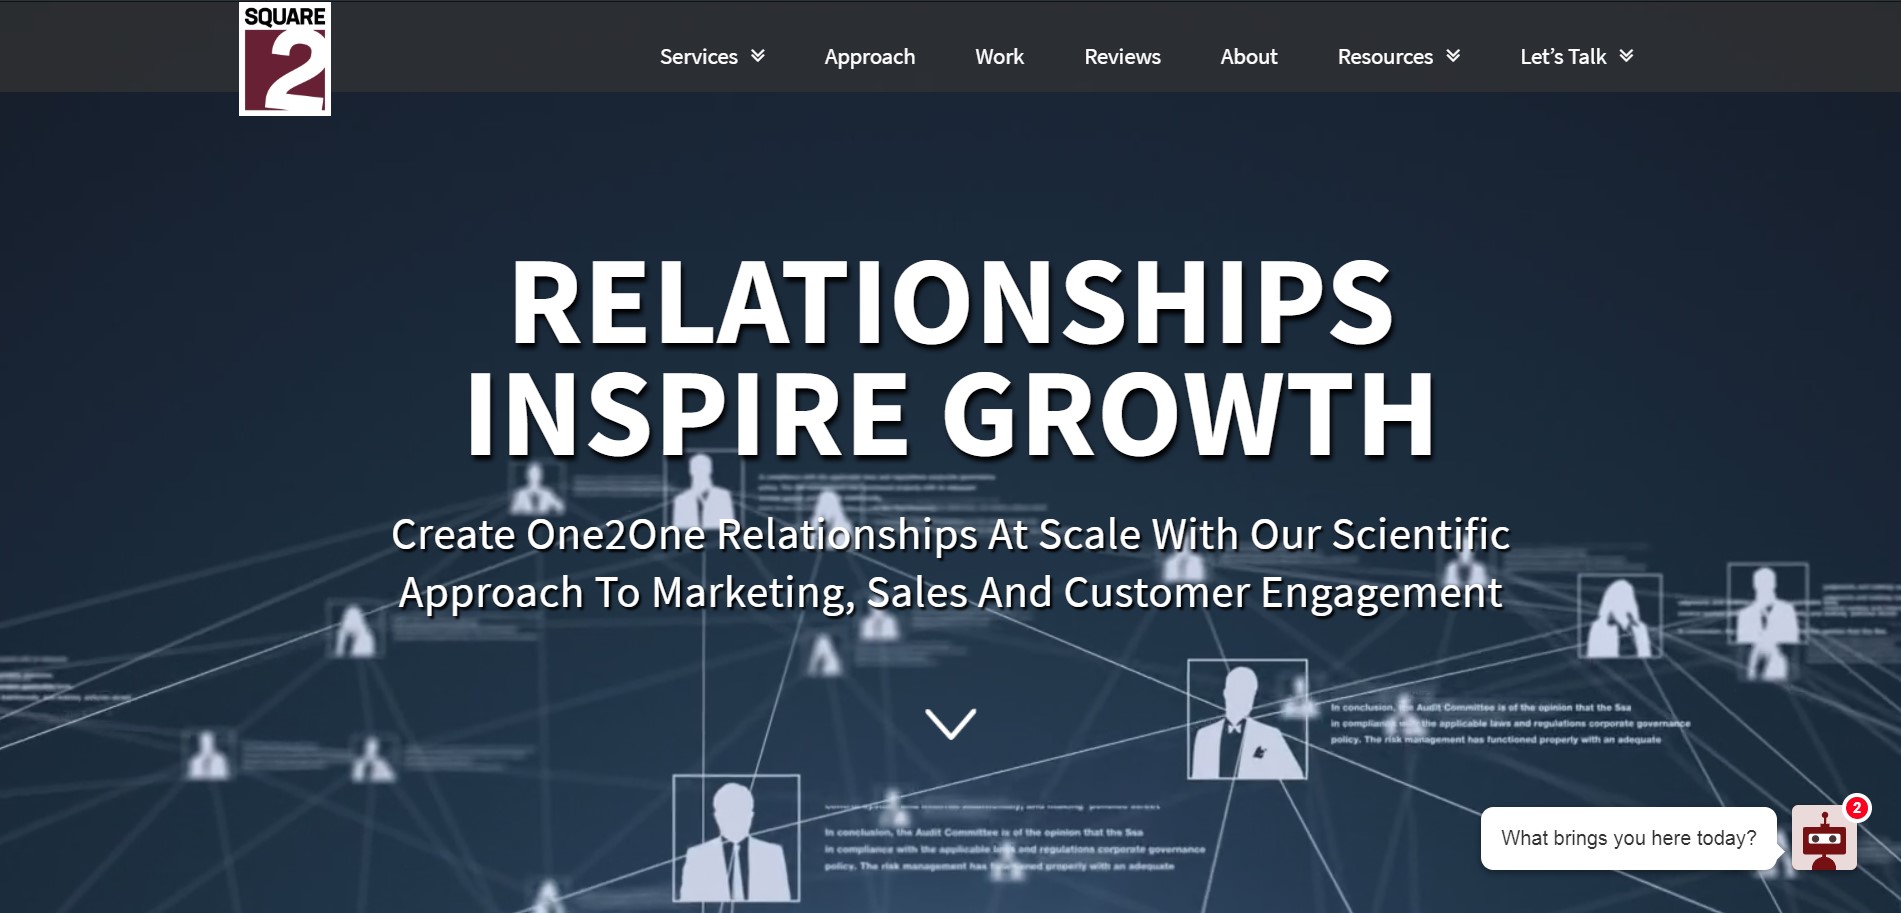 SQUARE
2
Services
Approach
Work
Reviews
About
Resources
Let’s Talk
RELATIONSHIPS
INSPIRE GROWTH
Create One2One Relationships At Scale With Our Scientific
Approach To Marketing, Sales And Customer Engagement
In conclusion, the Audit Committee is of the opinion that the Ssa
in compliance with the applicable laws and regulations corporate governance
policy. The risk management has functioned properly with an adequate
In conclusion, the Audit Committee is of the opinion that the Ssa
in compliance with the applicable laws and regulations corporate governance
policy. The risk management has functioned properly with an adequate
What brings you here today?
2